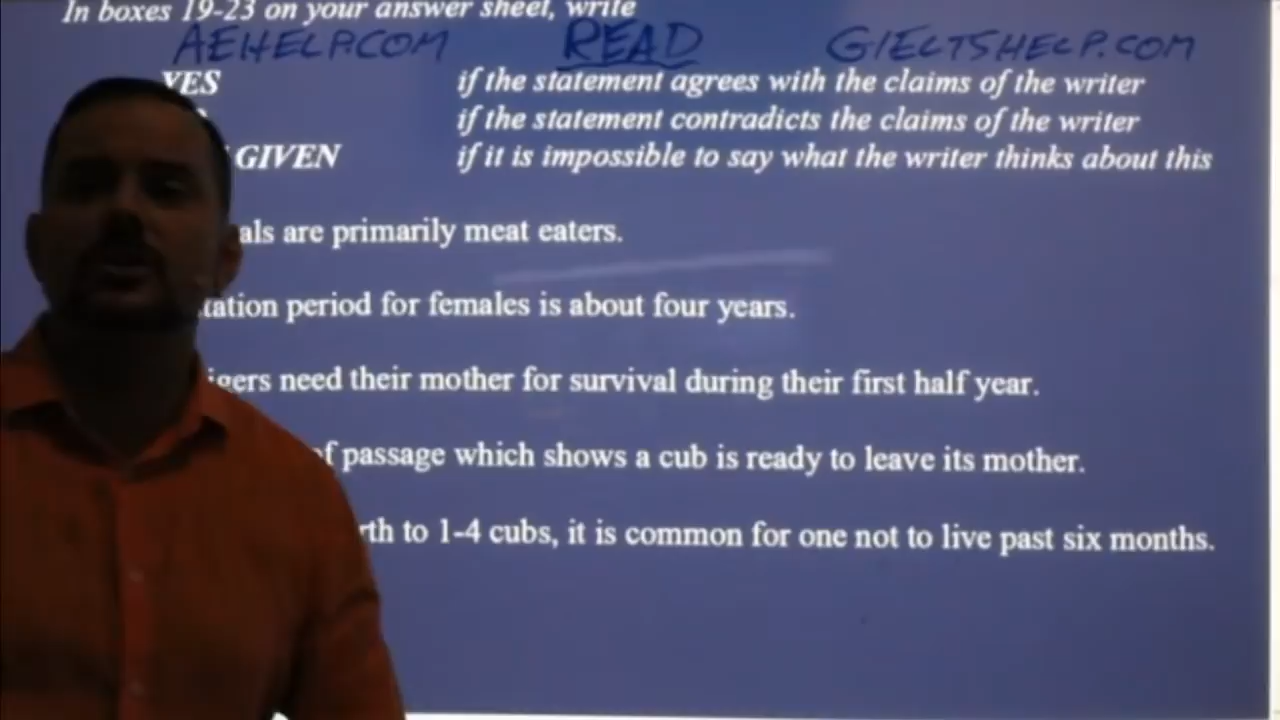 In boxes 19-23 on your answer sheet, write
AEHELP.COM READ GIELTSHELP.COM
YES if the statement agrees with the claims of the writer
if the statement contradicts the claims of the writer
GIVEN if it is impossible to say what the writer thinks about this
are primarily meat eaters.
period for females is about four years.
need their mother for survival during their first half year.
passage which shows a cub is ready to leave its mother.
to 1-4 cubs, it is common for one not to live past six months.